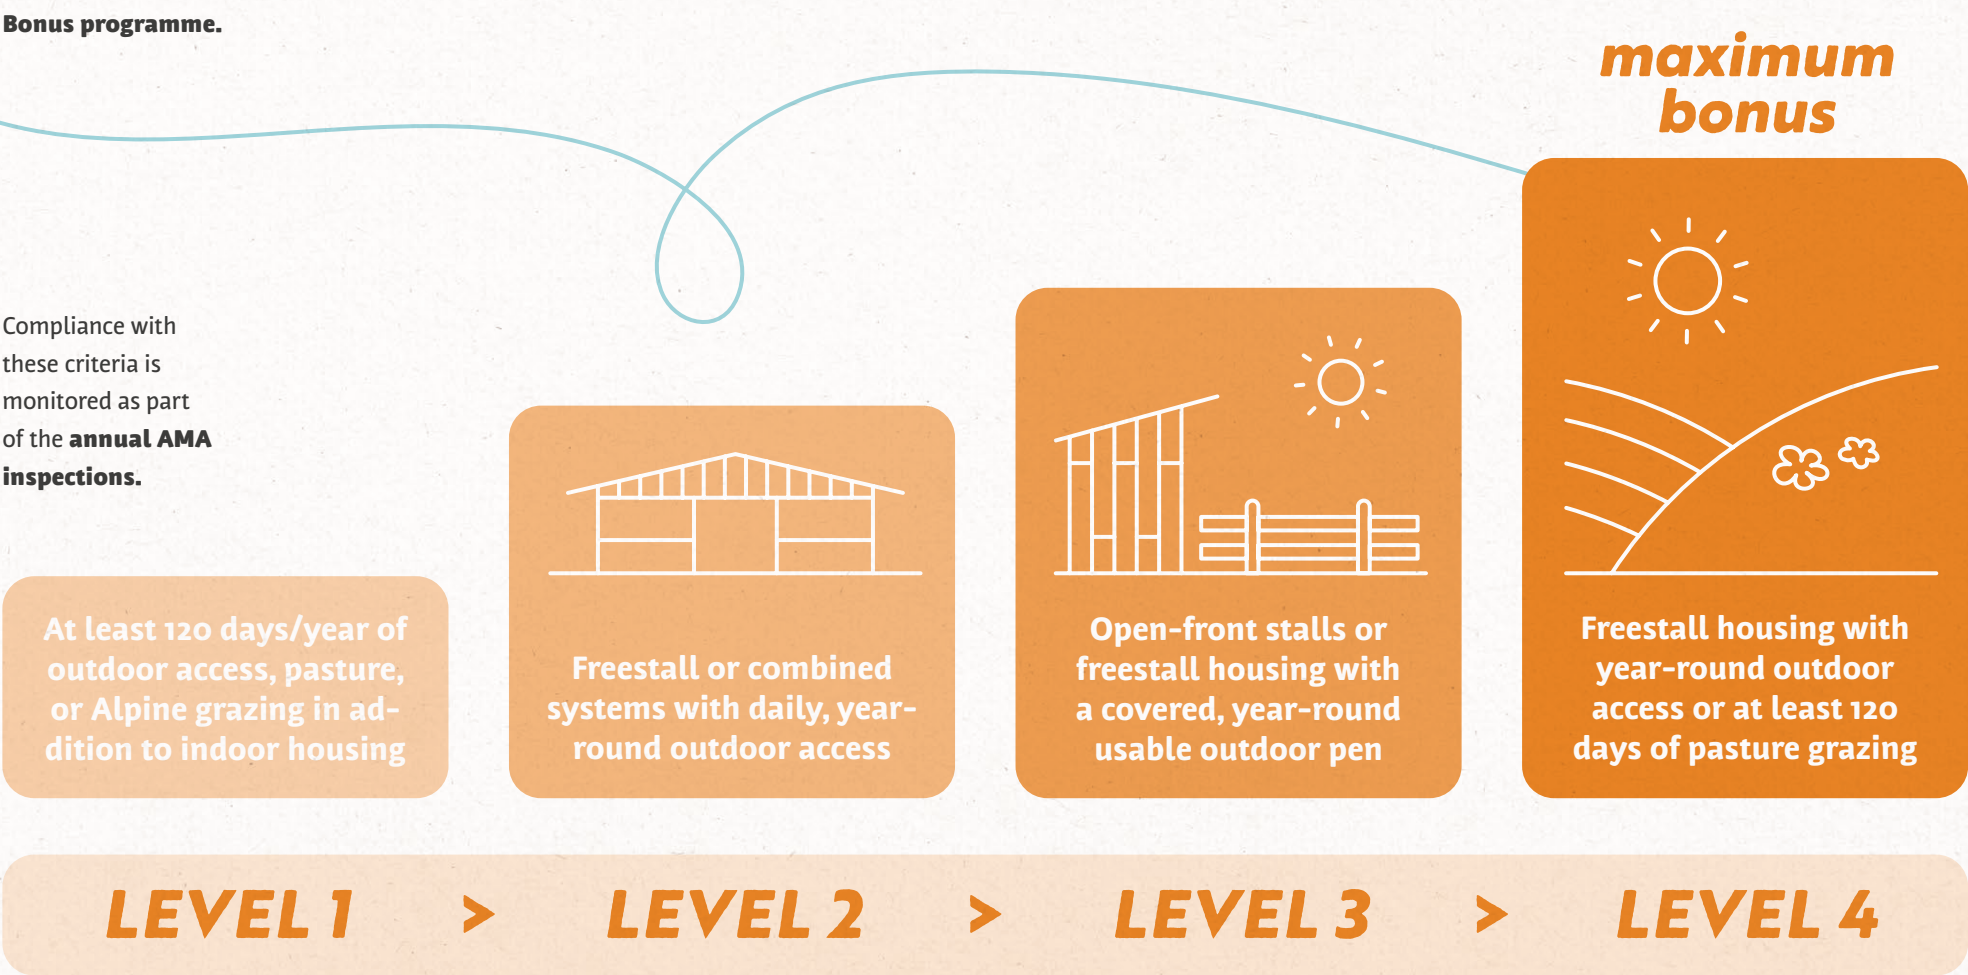 Bonus programme.
maximum
bonus
Compliance with
these criteria is
monitored as part
of the annual AMA
inspections.
At least 120 days/year of
outdoor access, pasture,
or Alpine grazing in ad-
dition to indoor housing
Freestall or combined
systems with daily, year-
round outdoor access
Open-front stalls or
freestall housing with
a covered, year-round
usable outdoor pen
Freestall housing with
year-round outdoor
access or at least 120
days of pasture grazing
LEVEL 1 > LEVEL 2 > LEVEL 3 > LEVEL 4